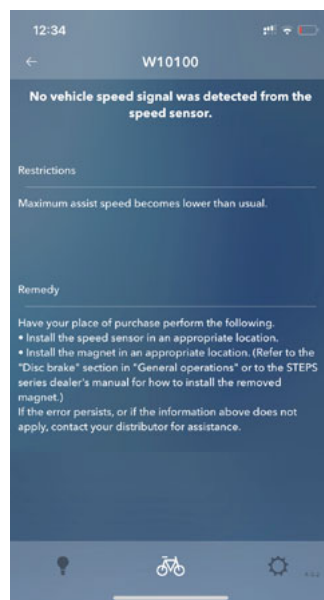 12:34
W10100
No vehicle speed signal was detected from the
speed sensor.
Restrictions
Maximum assist speed becomes lower than usual.
Remedy
Have your place of purchase perform the following.
• Install the speed sensor in an appropriate location.
• Install the magnet in an appropriate location. (Refer to the
"Disc brake" section in "General operations" or to the STEPS
series dealer's manual for how to install the removed
magnet.)
If the error persists, or if the information above does not
apply, contact your distributor for assistance.